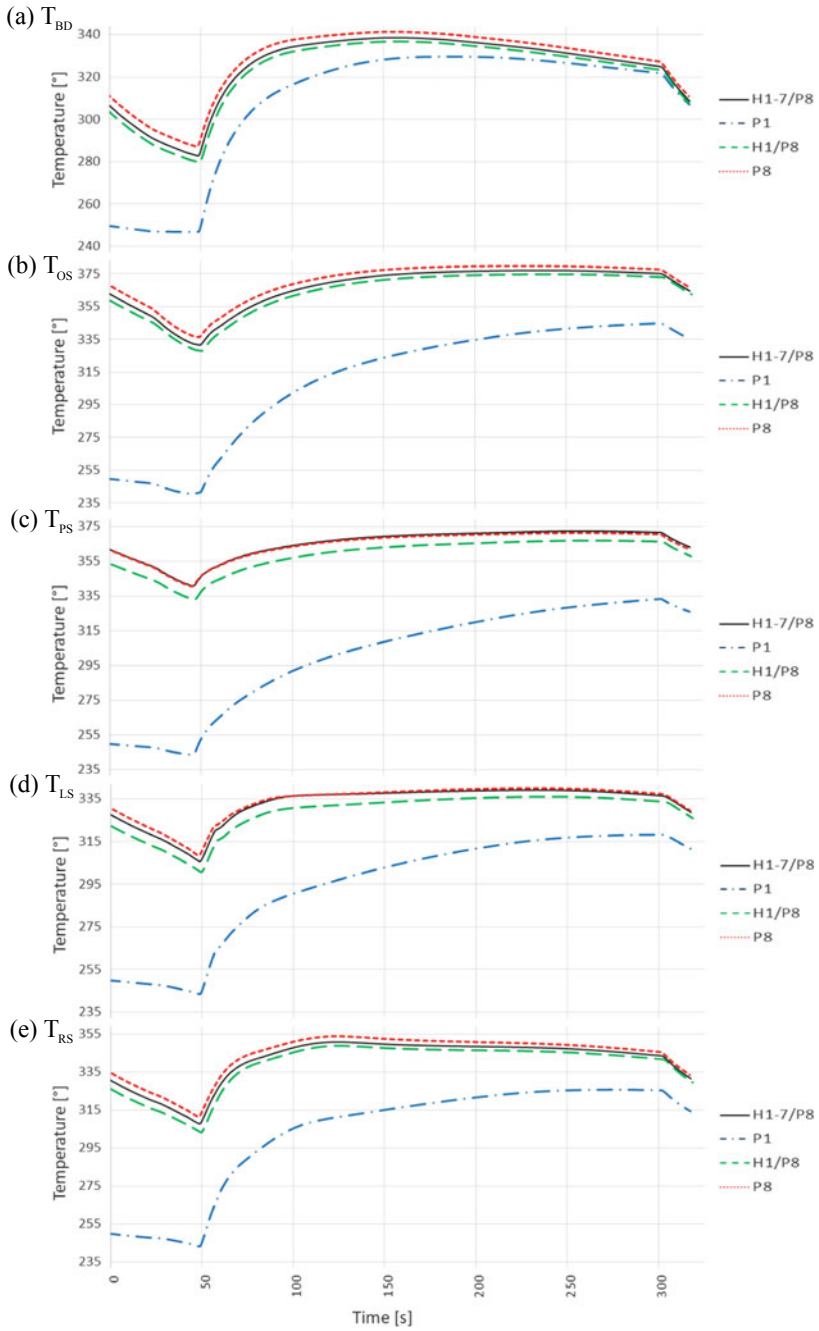 (a) T_BD
340
320
300
280
260
240
Temperature [°]
H1-7/P8
P1
H1/P8
P8
(b) T_OS
375
355
335
315
295
275
255
235
Temperature [°]
H1-7/P8
P1
H1/P8
P8
(c) T_PS
375
355
335
315
295
275
255
235
Temperature [°]
H1-7/P8
P1
H1/P8
P8
(d) T_LS
335
315
295
275
255
235
Temperature [°]
H1-7/P8
P1
H1/P8
P8
(e) T_RS
355
335
315
295
275
255
235
Temperature [°]
H1-7/P8
P1
H1/P8
P8
0 50 100 150 200 250 300
Time [s]